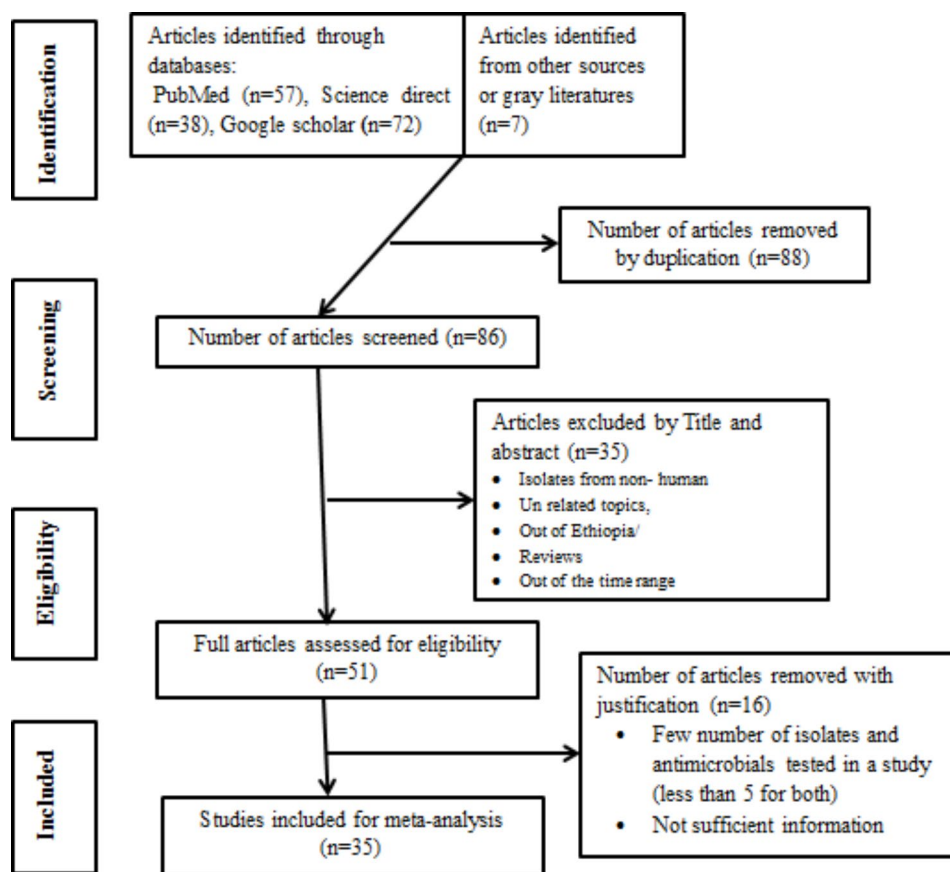 Identification
Articles identified through
databases:
PubMed (n=57), Science direct
(n=38), Google scholar (n=72)
Articles identified
from other sources
or gray literatures
(n=7)
Number of articles removed
by duplication (n=88)
Screening
Number of articles screened (n=86)
Articles excluded by Title and
abstract (n=35)
• Isolates from non- human
• Un related topics,
• Out of Ethiopia/
• Reviews
• Out of the time range
Eligibility
Full articles assessed for eligibility
(n=51)
Number of articles removed with
justification (n=16)
• Few number of isolates and
antimicrobials tested in a study
(less than 5 for both)
• Not sufficient information
Included
Studies included for meta-analysis
(n=35)